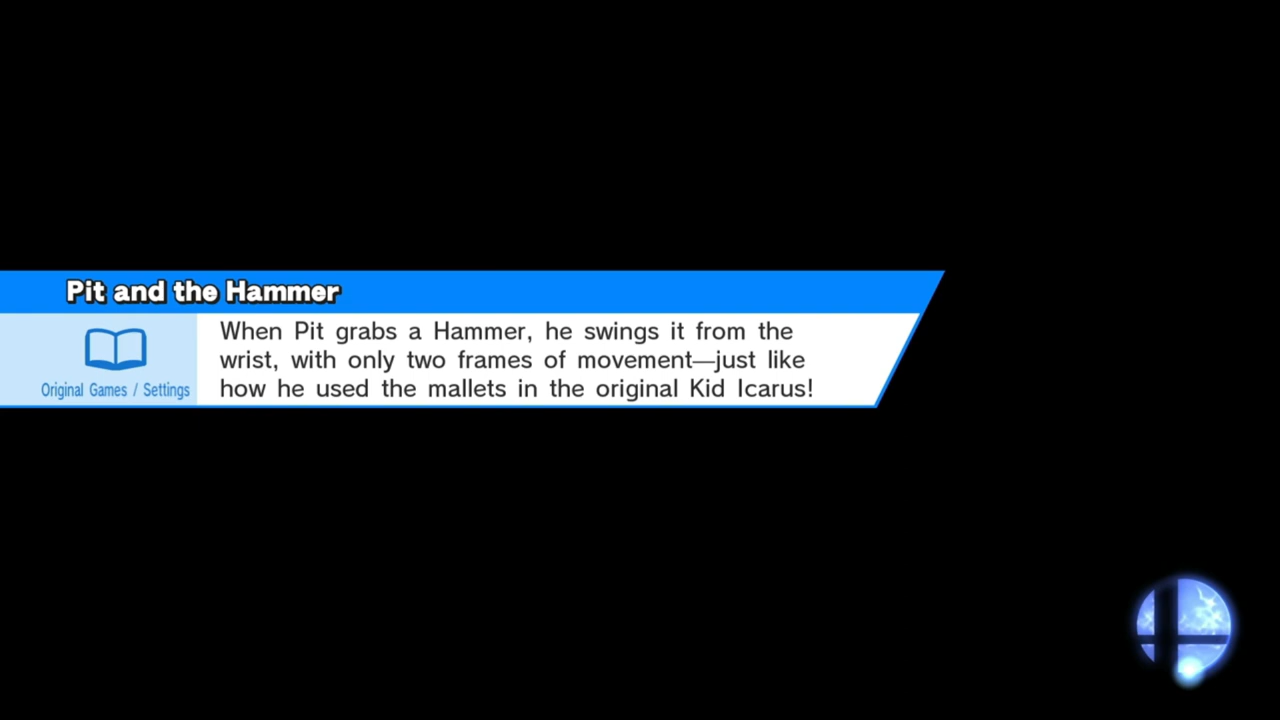 Pit and the Hammer
When Pit grabs a Hammer, he swings it from the
wrist, with only two frames of movement—just like
how he used the mallets in the original Kid Icarus!
Original Games / Settings